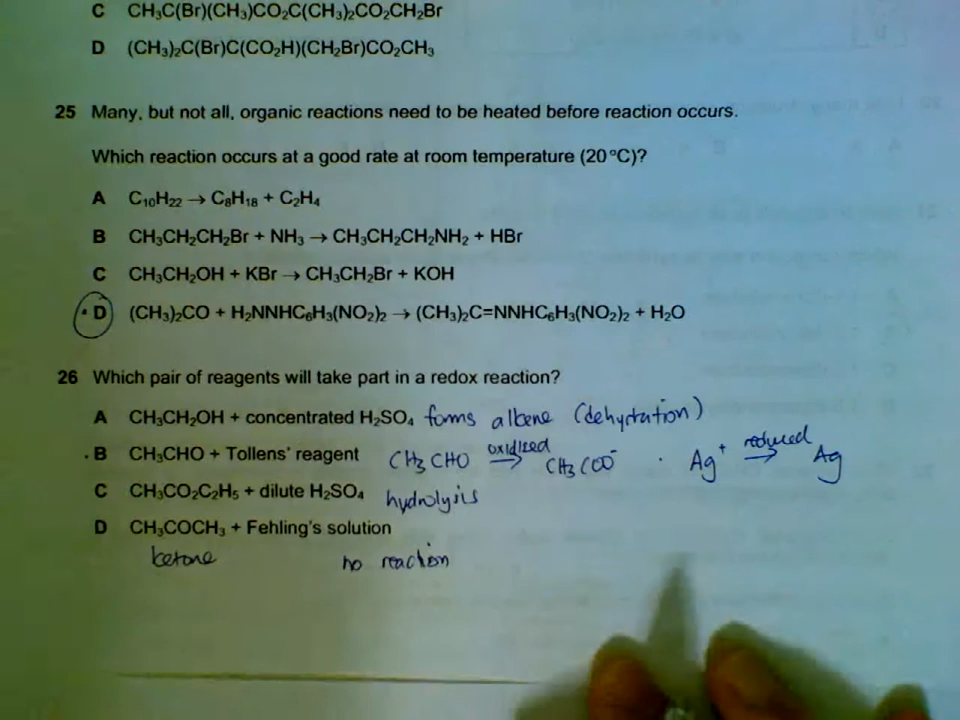 C CH₃C(Br)(CH₃)CO₂C(CH₃)₂CO₂CH₂Br
D (CH₃)₂C(Br)C(CO₂H)(CH₂Br)CO₂CH₃
25 Many, but not all, organic reactions need to be heated before reaction occurs.
Which reaction occurs at a good rate at room temperature (20 °C)?
A C₁₀H₂₂ → C₈H₁₈ + C₂H₄
B CH₃CH₂CH₂Br + NH₃ → CH₃CH₂CH₂NH₂ + HBr
C CH₃CH₂OH + KBr → CH₃CH₂Br + KOH
D (CH₃)₂CO + H₂NNHC₆H₃(NO₂)₂ → (CH₃)₂C=NNHC₆H₃(NO₂)₂ + H₂O
26 Which pair of reagents will take part in a redox reaction?
A CH₃CH₂OH + concentrated H₂SO₄ forms alkene (dehydration)
B CH₃CHO + Tollens' reagent CH₃CHO oxidised → CH₃COO⁻ Ag⁺ reduced → Ag
C CH₃CO₂C₂H₅ + dilute H₂SO₄ hydrolysis
D CH₃COCH₃ + Fehling's solution
ketone no reaction